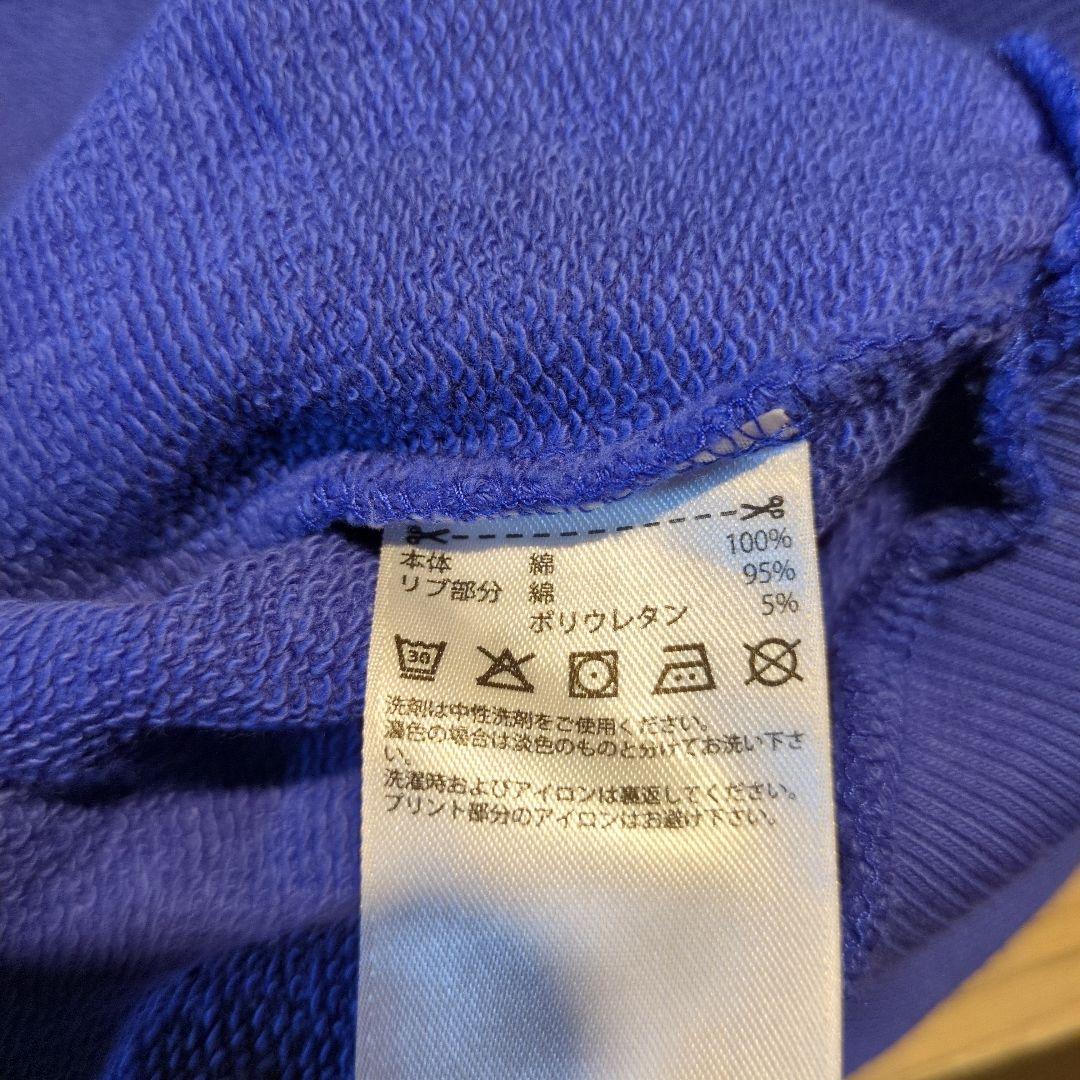 本体 綿 100%
リブ部分 綿 95%
ポリウレタン 5%
30
洗剤は中性洗剤をご使用ください。
濃色の場合は淡色のものと分けてお洗い下さ
い。
洗濯時およびアイロンは裏返してください。
プリント部分のアイロンはお避け下さい。